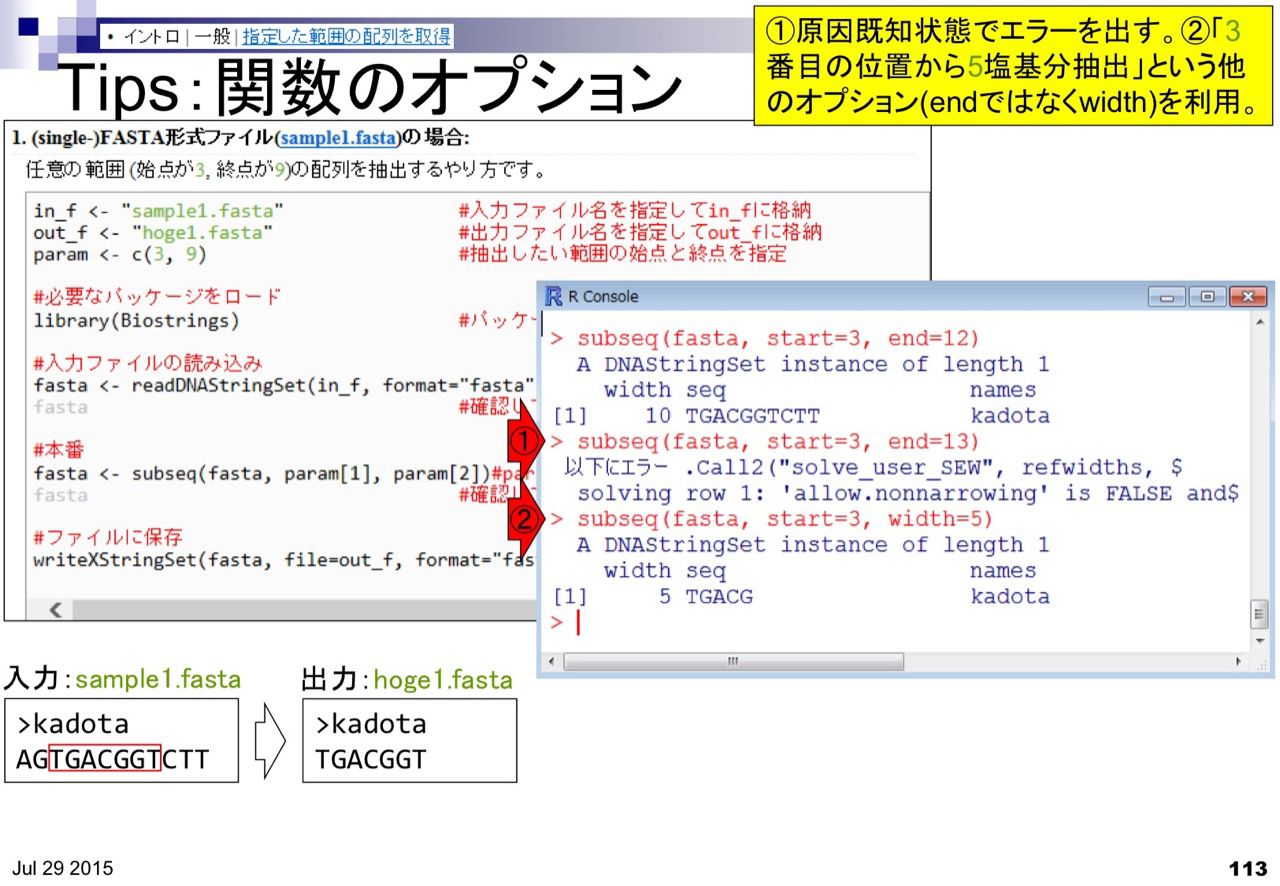 • イントロ | 一般 | 指定した範囲の配列を取得
Tips：関数のオプション
①原因既知状態でエラーを出す。②「3
番目の位置から5塩基分抽出」という他
のオプション(endではなくwidth)を利用。
1. (single-)FASTA形式ファイル(sample1.fasta)の場合:
任意の範囲(始点が3, 終点が9)の配列を抽出するやり方です。
in_f <- "sample1.fasta" #入力ファイル名を指定してin_fに格納
out_f <- "hoge1.fasta" #出力ファイル名を指定してout_fに格納
param <- c(3, 9) #抽出したい範囲の始点と終点を指定
#必要なパッケージをロード
library(Biostrings) #パッケー
#入力ファイルの読み込み
fasta <- readDNAStringSet(in_f, format="fasta"
fasta #確認し
#本番
fasta <- subseq(fasta, param[1], param[2])#par
fasta #確認し
#ファイルに保存
writeXStringSet(fasta, file=out_f, format="fas
R Console
> subseq(fasta, start=3, end=12)
A DNAStringSet instance of length 1
width seq names
[1] 10 TGACGGTCTT kadota
① > subseq(fasta, start=3, end=13)
以下にエラー .Call2("solve_user_SEW", refwidths, $
solving row 1: 'allow.nonnarrowing' is FALSE and$
② > subseq(fasta, start=3, width=5)
A DNAStringSet instance of length 1
width seq names
[1] 5 TGACG kadota
>
入力：sample1.fasta
>kadota
AGTGACGGTCTT
出力：hoge1.fasta
>kadota
TGACGGT
Jul 29 2015
113